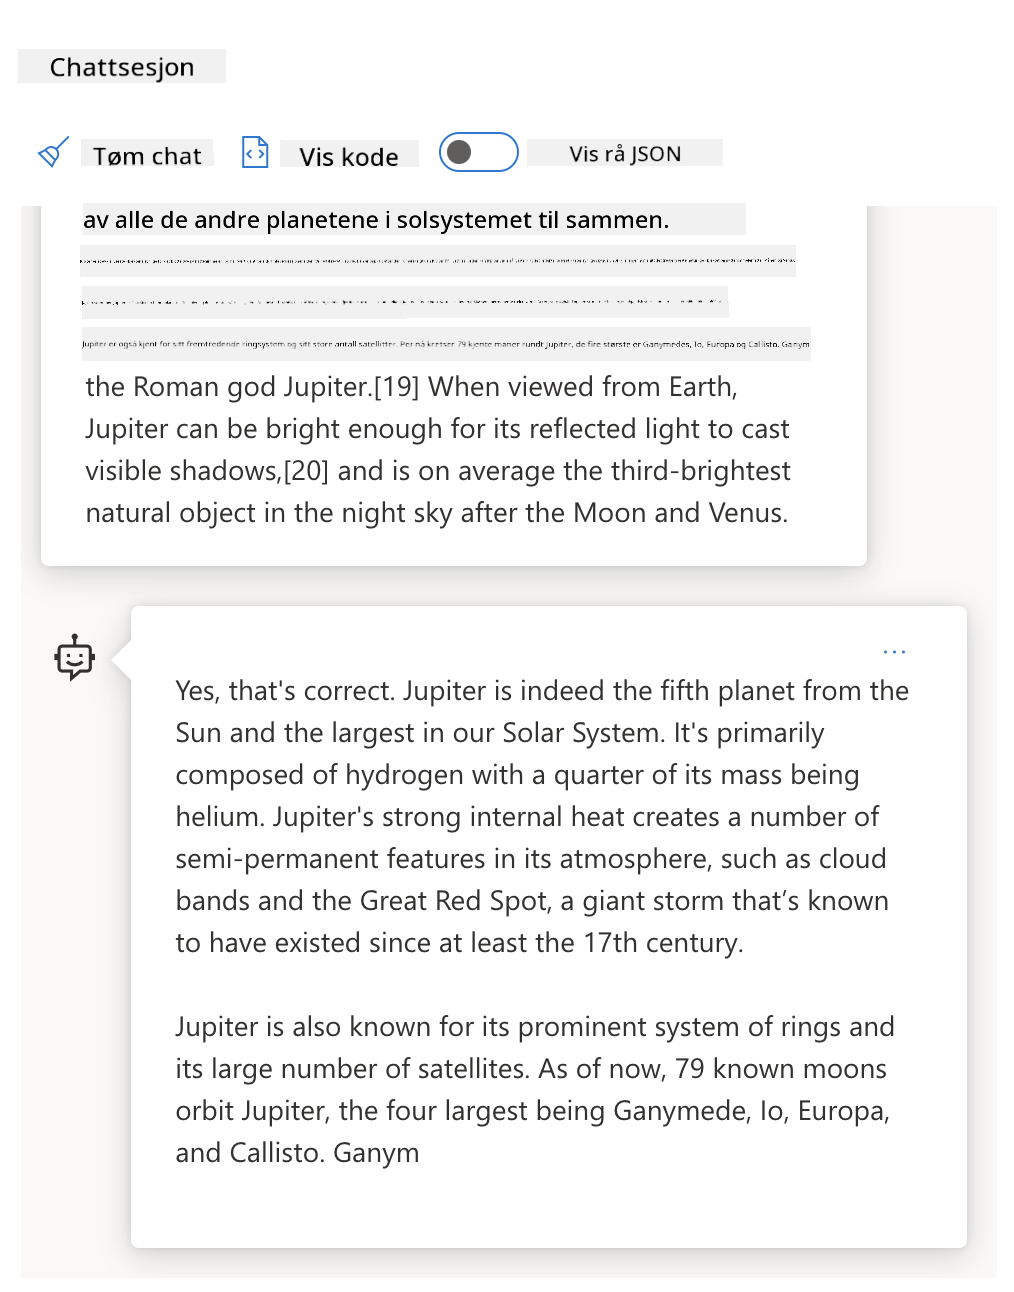 Chattsesjon
Tøm chat
Vis kode
Vis rå JSON
av alle de andre planetene i solsystemet til sammen.
Jupiter er også kjent for sitt fremtredende ringsystem og sitt store antall satellitter. Per nå kretser 79 kjente måner rundt Jupiter, de fire største er Ganymedes, Io, Europa og Callisto. Ganym
the Roman god Jupiter.[19] When viewed from Earth,
Jupiter can be bright enough for its reflected light to cast
visible shadows,[20] and is on average the third-brightest
natural object in the night sky after the Moon and Venus.
...
Yes, that's correct. Jupiter is indeed the fifth planet from the
Sun and the largest in our Solar System. It's primarily
composed of hydrogen with a quarter of its mass being
helium. Jupiter's strong internal heat creates a number of
semi-permanent features in its atmosphere, such as cloud
bands and the Great Red Spot, a giant storm that’s known
to have existed since at least the 17th century.
Jupiter is also known for its prominent system of rings and
its large number of satellites. As of now, 79 known moons
orbit Jupiter, the four largest being Ganymede, Io, Europa,
and Callisto. Ganym